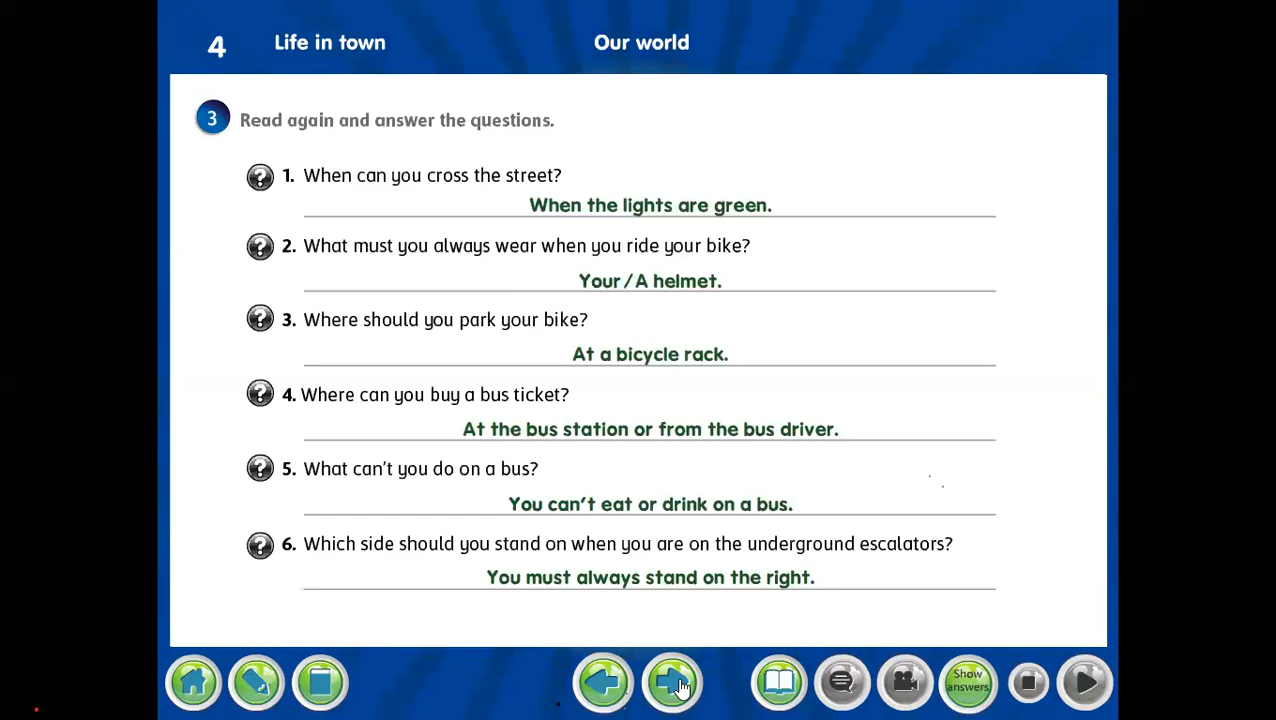 4 Life in town Our world
3 Read again and answer the questions.
? 1. When can you cross the street?
When the lights are green.
? 2. What must you always wear when you ride your bike?
Your / A helmet.
? 3. Where should you park your bike?
At a bicycle rack.
? 4. Where can you buy a bus ticket?
At the bus station or from the bus driver.
? 5. What can't you do on a bus?
You can't eat or drink on a bus.
? 6. Which side should you stand on when you are on the underground escalators?
You must always stand on the right.
Show
answers